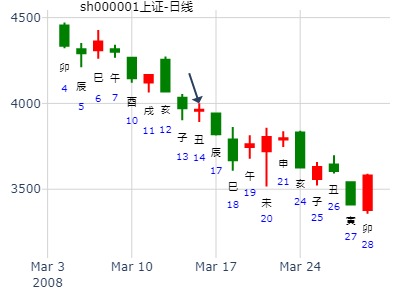 sh000001上证-日线
4500
4000
3500
卯
4
辰
5
巳
6
午
7
酉
10
戌
11
亥
12
子
13
丑
14
辰
17
巳
18
午
19
未
20
申
21
亥
24
子
25
丑
26
寅
27
卯
28
Mar 3
2008
Mar 10
Mar 17
Mar 24